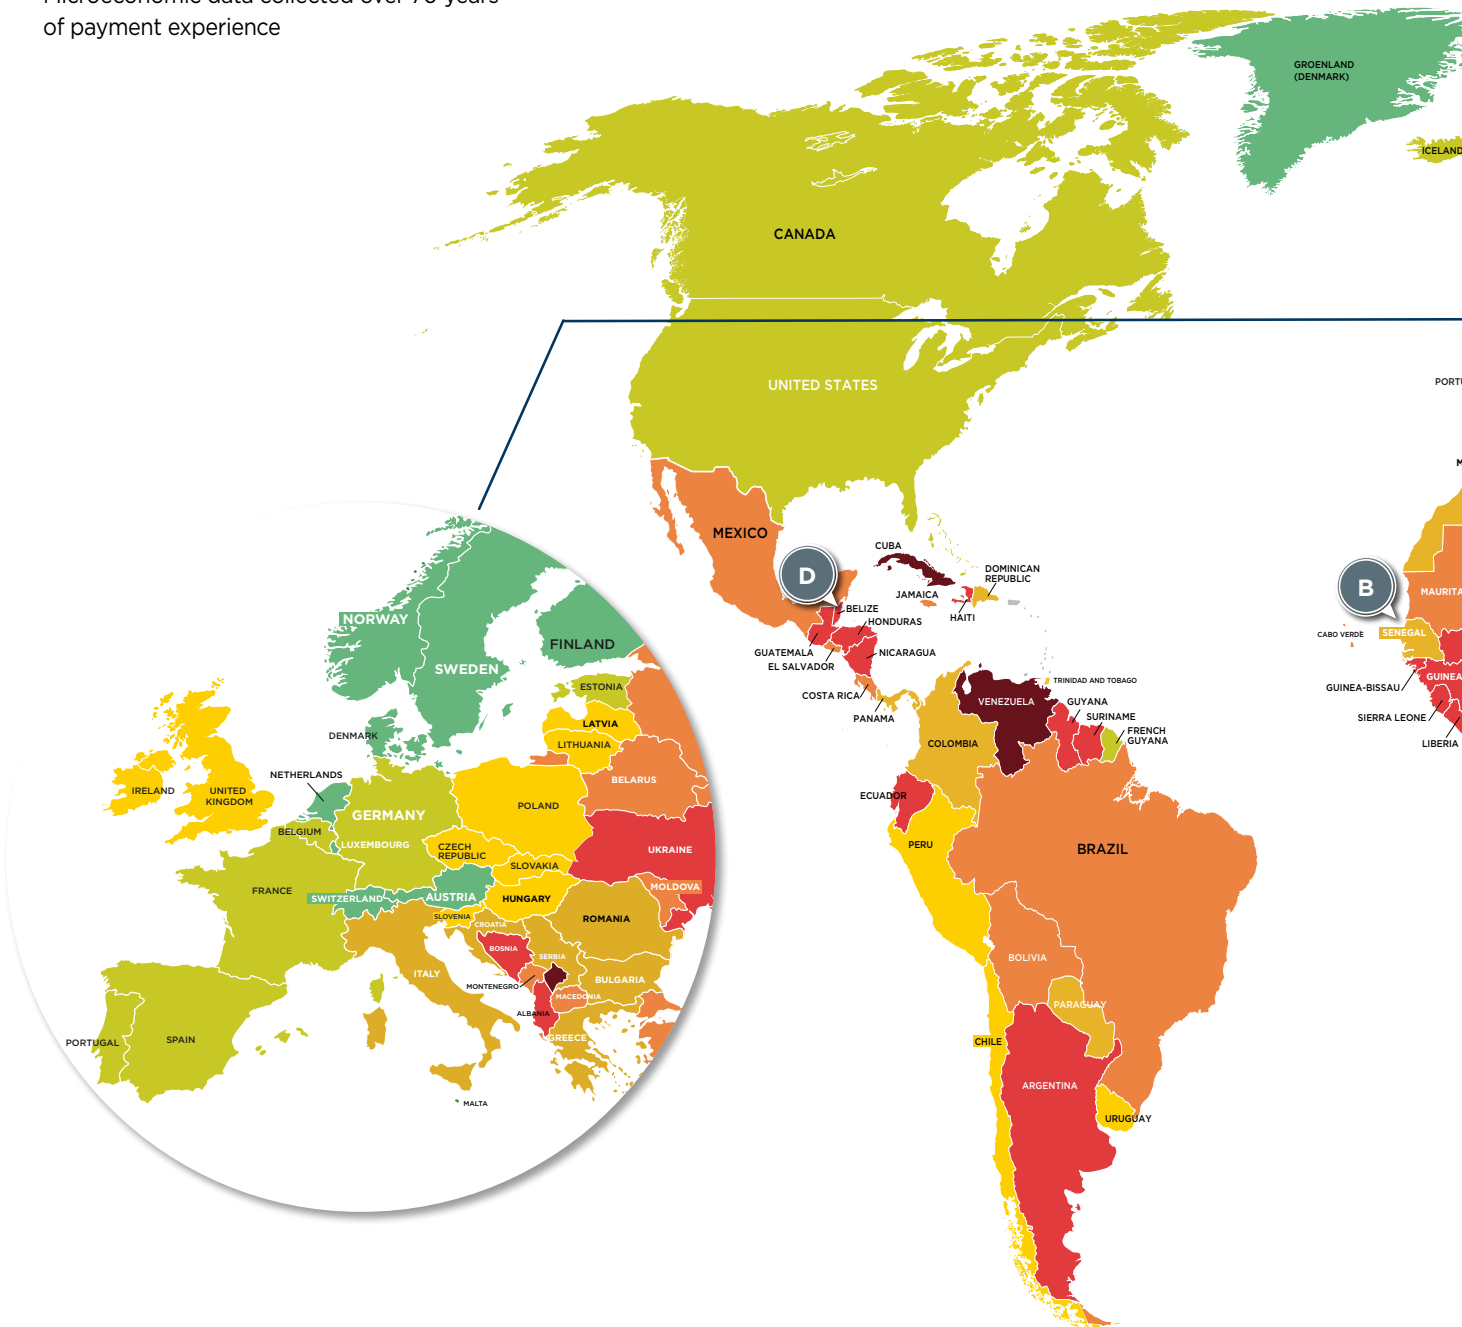 of payment experience
GROENLAND
(DENMARK)
ICELAND
CANADA
UNITED STATES
MEXICO
D
CUBA
DOMINICAN
REPUBLIC
JAMAICA
HAITI
BELIZE
HONDURAS
GUATEMALA
EL SALVADOR
NICARAGUA
COSTA RICA
PANAMA
TRINIDAD AND TOBAGO
VENEZUELA
GUYANA
SURINAME
FRENCH
GUYANA
COLOMBIA
ECUADOR
PERU
BRAZIL
BOLIVIA
PARAGUAY
CHILE
ARGENTINA
URUGUAY
B
CABO VERDE
SENEGAL
GUINEA-BISSAU
GUINEA
SIERRA LEONE
LIBERIA
NORWAY
SWEDEN
FINLAND
ESTONIA
LATVIA
LITHUANIA
DENMARK
BELARUS
NETHERLANDS
IRELAND
UNITED
KINGDOM
POLAND
GERMANY
BELGIUM
LUXEMBOURG
CZECH
REPUBLIC
UKRAINE
SLOVAKIA
FRANCE
SWITZERLAND
AUSTRIA
HUNGARY
MOLDOVA
SLOVENIA
CROATIA
ROMANIA
BOSNIA
SERBIA
ITALY
MONTENEGRO
BULGARIA
MACEDONIA
ALBANIA
GREECE
PORTUGAL
SPAIN
MALTA